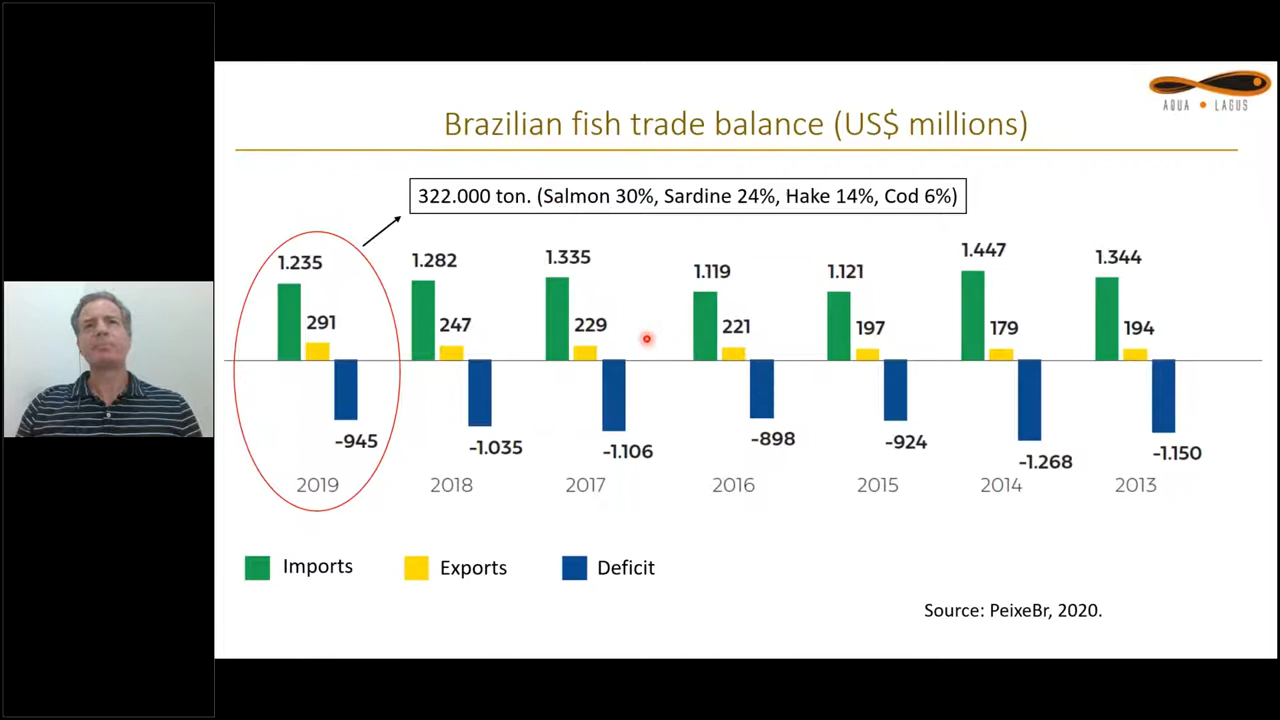 AQUA LAGUS
Brazilian fish trade balance (US$ millions)
322.000 ton. (Salmon 30%, Sardine 24%, Hake 14%, Cod 6%)
1.235 1.282 1.335 1.119 1.121 1.447 1.344
291 247 229 221 197 179 194
-945 -1.035 -1.106 -898 -924 -1.268 -1.150
2019 2018 2017 2016 2015 2014 2013
Imports Exports Deficit
Source: PeixeBr, 2020.